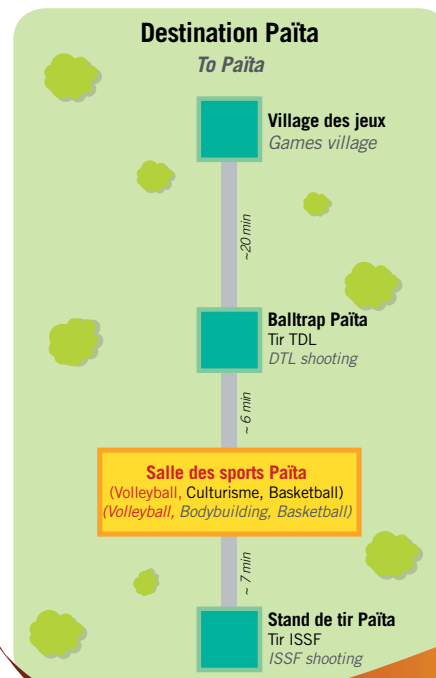 Destination Païta
To Païta
Village des jeux
Games village
~20 min
Balltrap Païta
Tir TDL
DTL shooting
~ 6 min
Salle des sports Païta
(Volleyball, Culturisme, Basketball)
(Volleyball, Bodybuilding, Basketball)
~ 7 min
Stand de tir Païta
Tir ISSF
ISSF shooting